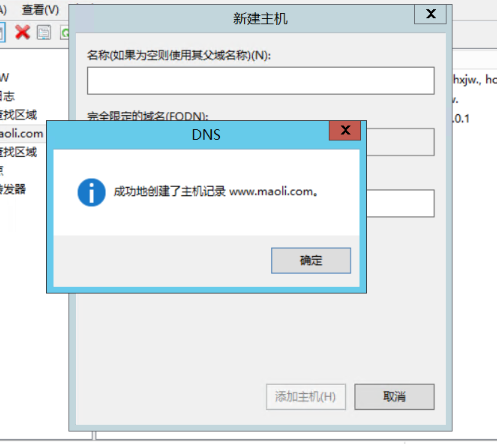 查看(V)
新建主机
X
名称(如果为空则使用其父域名称)(N):
完全限定的域名(FQDN):
DNS
X
成功地创建了主机记录 www.maoli.com。
确定
添加主机(H)
取消
W
日志
查找区域
aoli.com
查找区域
转发器
hxjw., ho
w.
.0.1